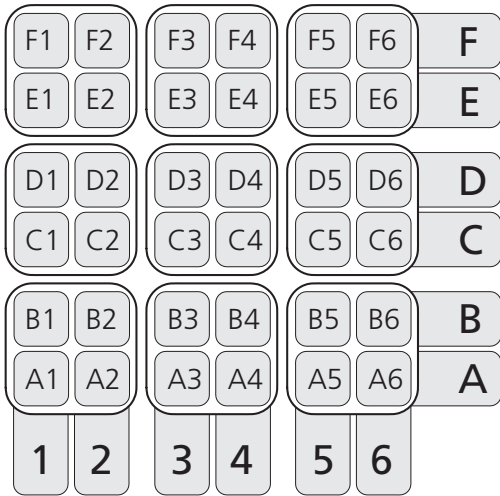 F1 F2 F3 F4 F5 F6 F
E1 E2 E3 E4 E5 E6 E
D1 D2 D3 D4 D5 D6 D
C1 C2 C3 C4 C5 C6 C
B1 B2 B3 B4 B5 B6 B
A1 A2 A3 A4 A5 A6 A
1 2 3 4 5 6